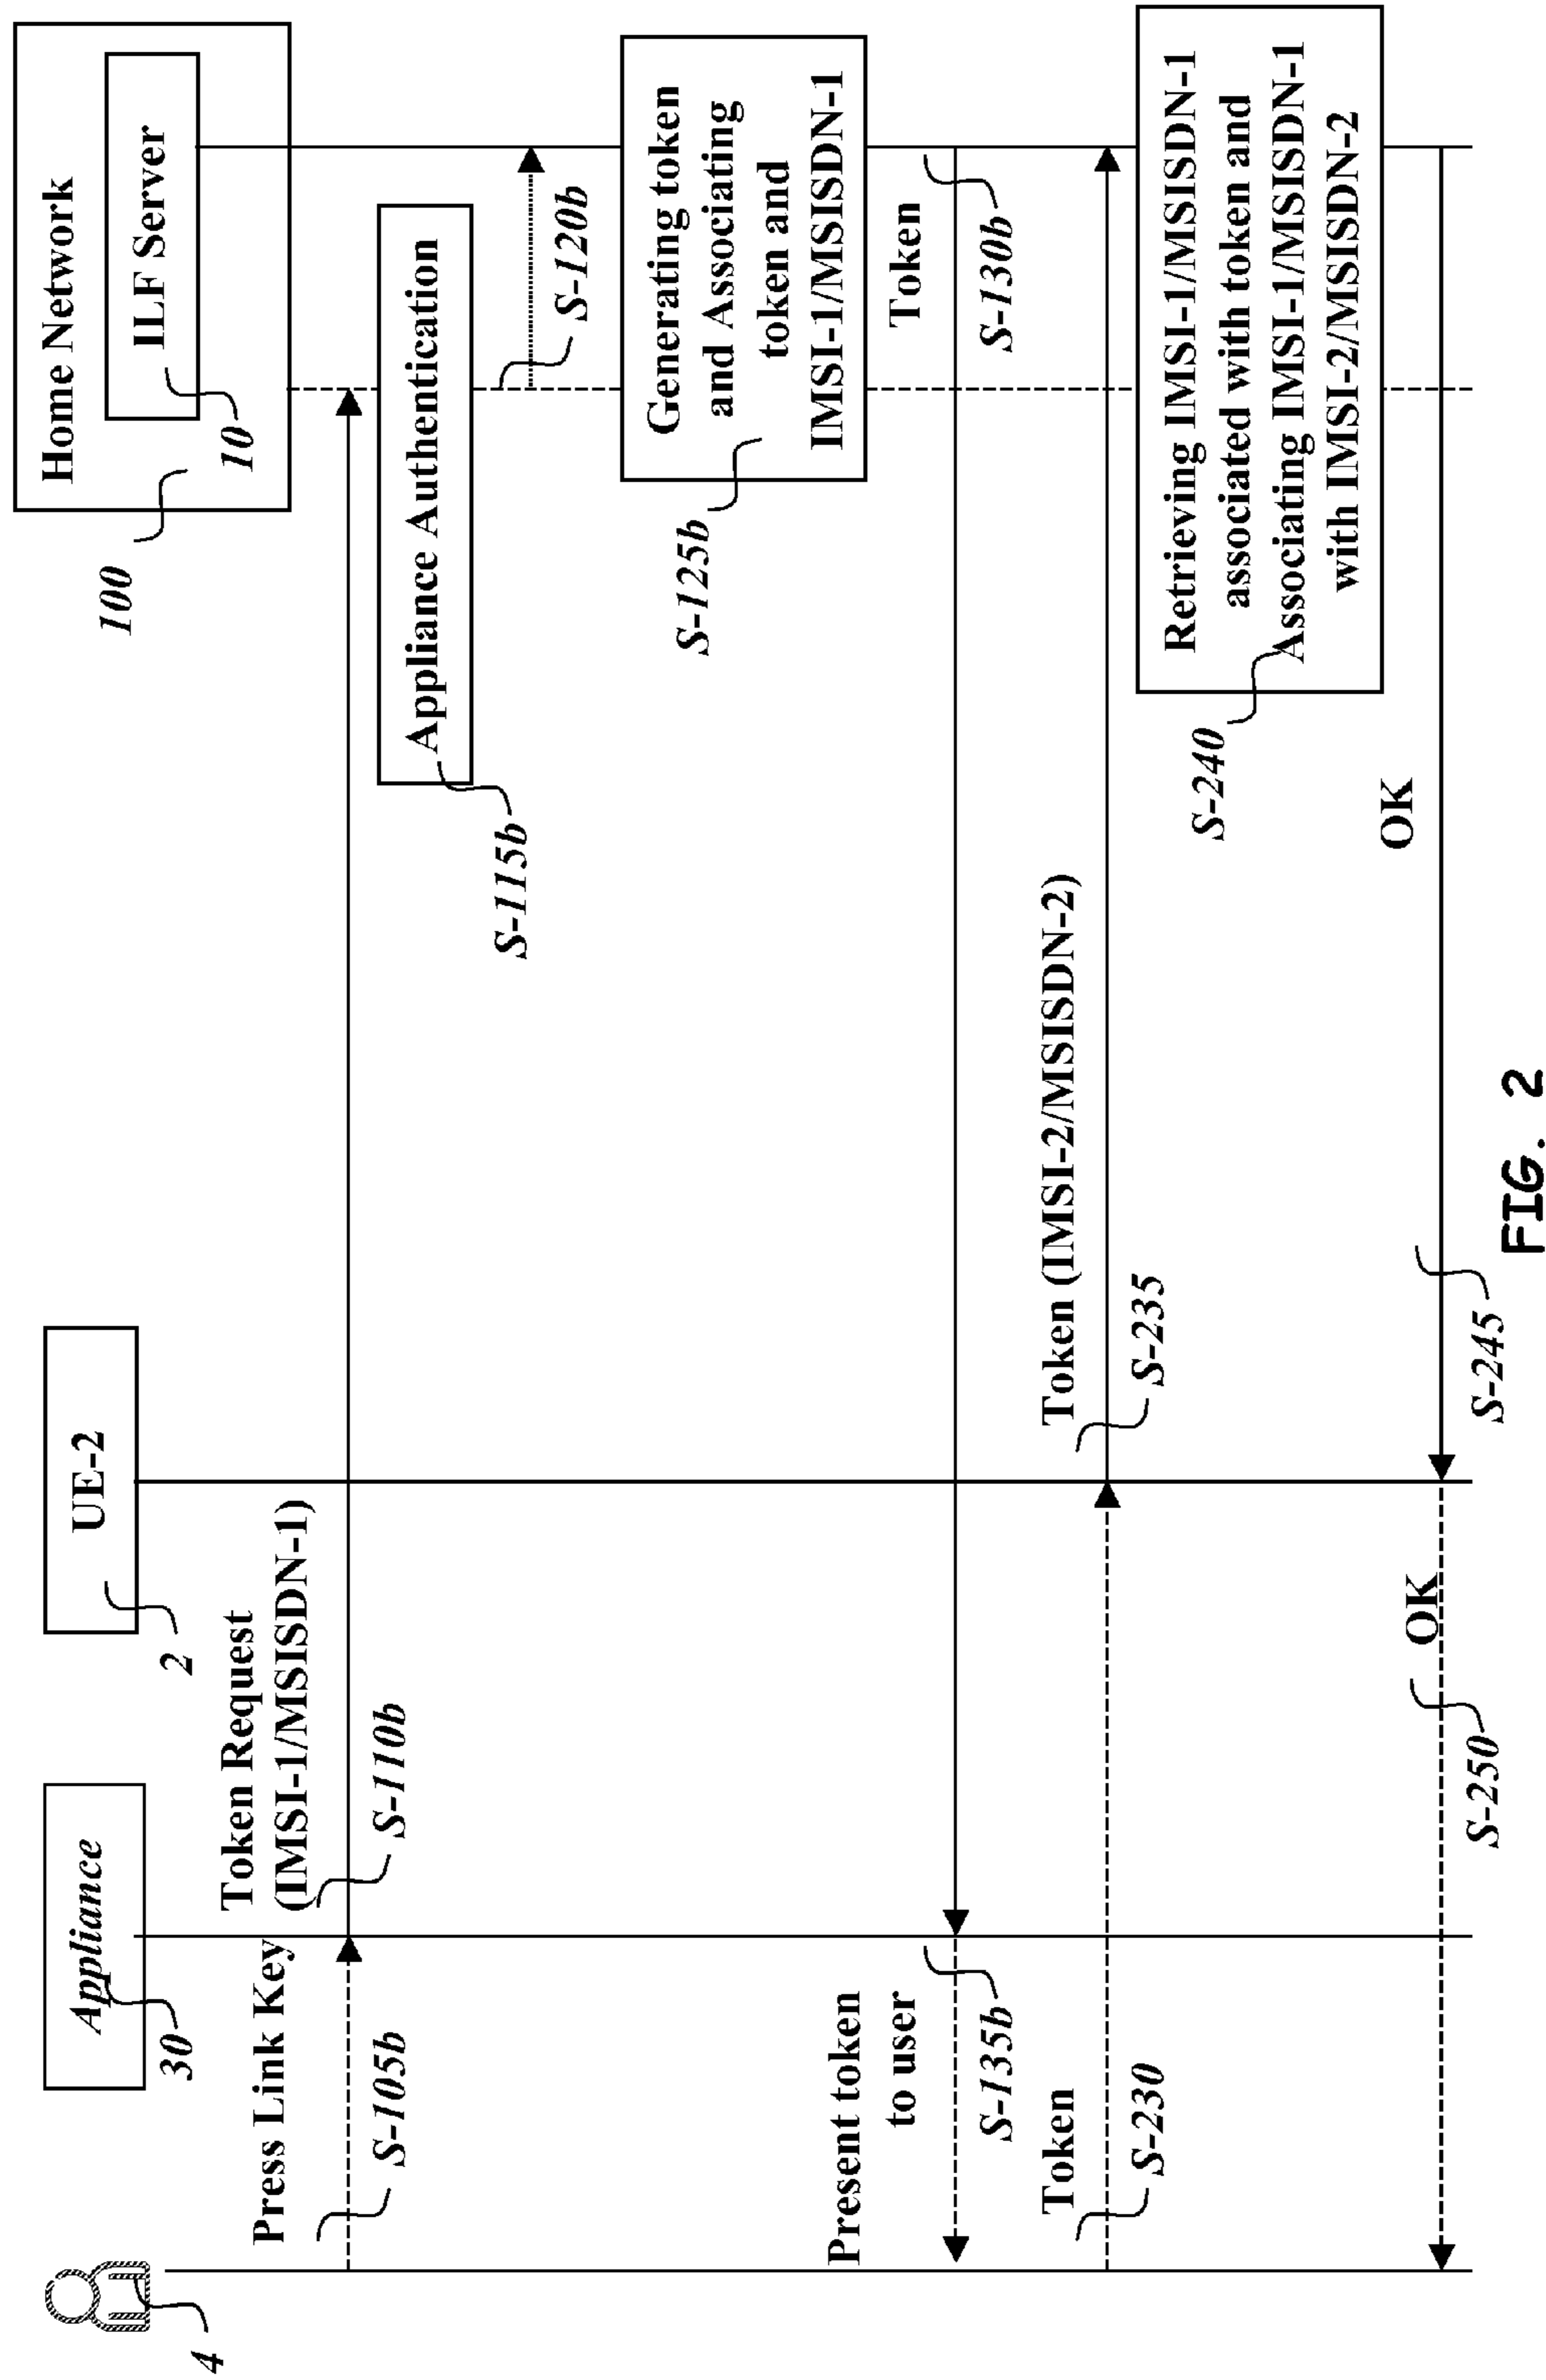 4
Appliance
30
UE-2
2
Home Network
ILF Server
10
100
Press Link Key
S-105b
Token Request
(IMSI-1/MSISDN-1)
S-110b
Appliance Authentication
S-115b
S-120b
Generating token
and Associating
token and
IMSI-1/MSISDN-1
S-125b
Token
S-130b
Present token
to user
S-135b
Token
S-230
Token (IMSI-2/MSISDN-2)
S-235
Retrieving IMSI-1/MSISDN-1
associated with token and
Associating IMSI-1/MSISDN-1
with IMSI-2/MSISDN-2
S-240
OK
S-245
OK
S-250
FIG. 2